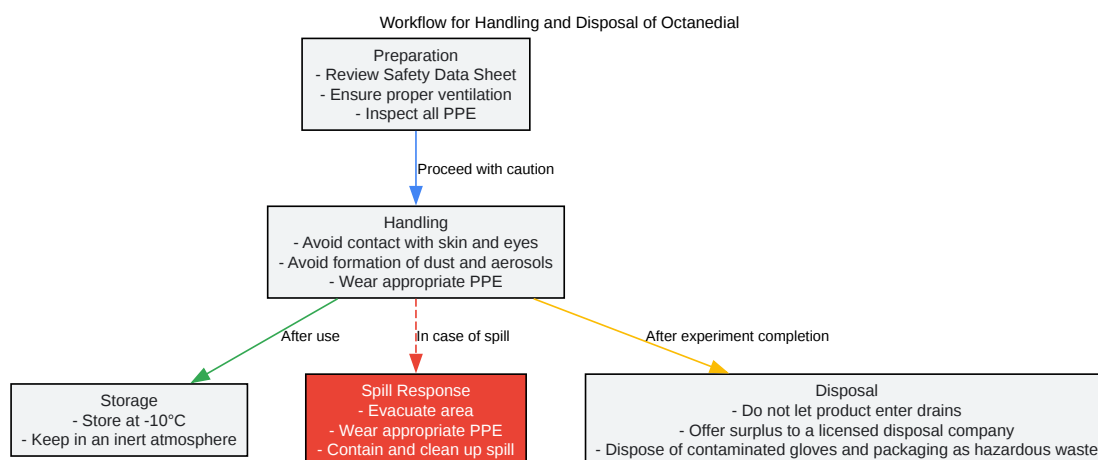 Workflow for Handling and Disposal of Octanedial
Preparation
- Review Safety Data Sheet
- Ensure proper ventilation
- Inspect all PPE
Proceed with caution
Handling
- Avoid contact with skin and eyes
- Avoid formation of dust and aerosols
- Wear appropriate PPE
After use
In case of spill
After experiment completion
Storage
- Store at -10°C
- Keep in an inert atmosphere
Spill Response
- Evacuate area
- Wear appropriate PPE
- Contain and clean up spill
Disposal
- Do not let product enter drains
- Offer surplus to a licensed disposal company
- Dispose of contaminated gloves and packaging as hazardous waste